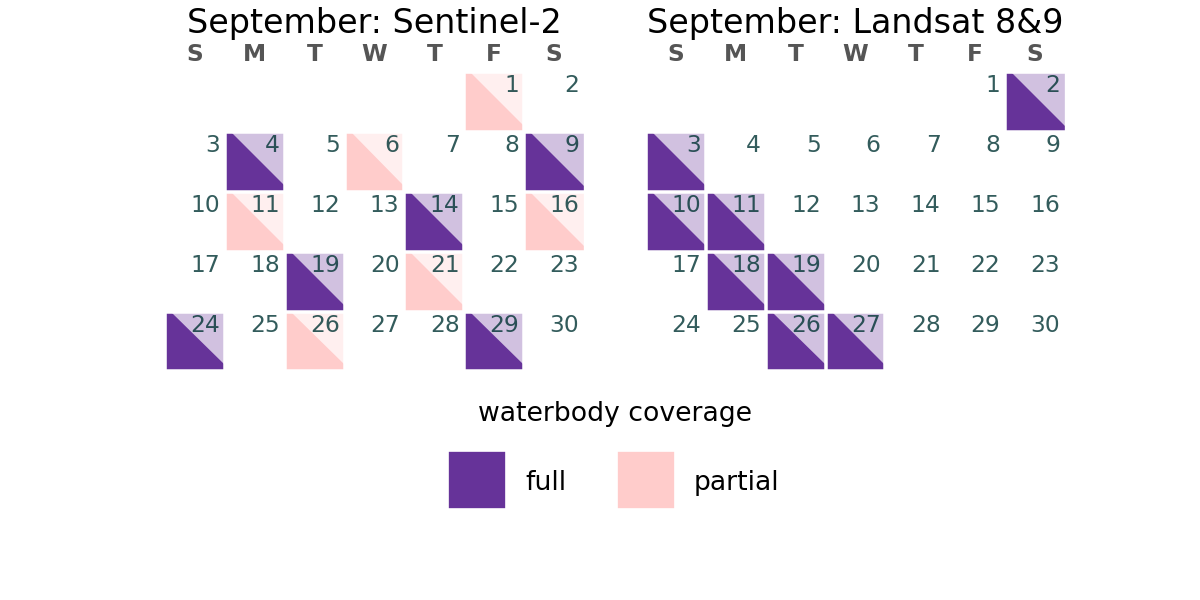 September: Sentinel-2
S M T W T F S
1 2
3 4 5 6 7 8 9
10 11 12 13 14 15 16
17 18 19 20 21 22 23
24 25 26 27 28 29 30
September: Landsat 8&9
S M T W T F S
1 2
3 4 5 6 7 8 9
10 11 12 13 14 15 16
17 18 19 20 21 22 23
24 25 26 27 28 29 30
waterbody coverage
full partial